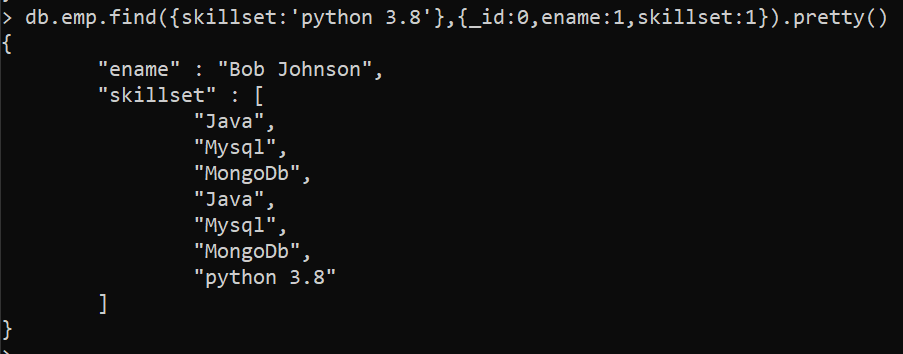 > db.emp.find({skillset:'python 3.8'},{_id:0,ename:1,skillset:1}).pretty()
{
        "ename" : "Bob Johnson",
        "skillset" : [
                "Java",
                "Mysql",
                "MongoDb",
                "Java",
                "Mysql",
                "MongoDb",
                "python 3.8"
        ]
}
>